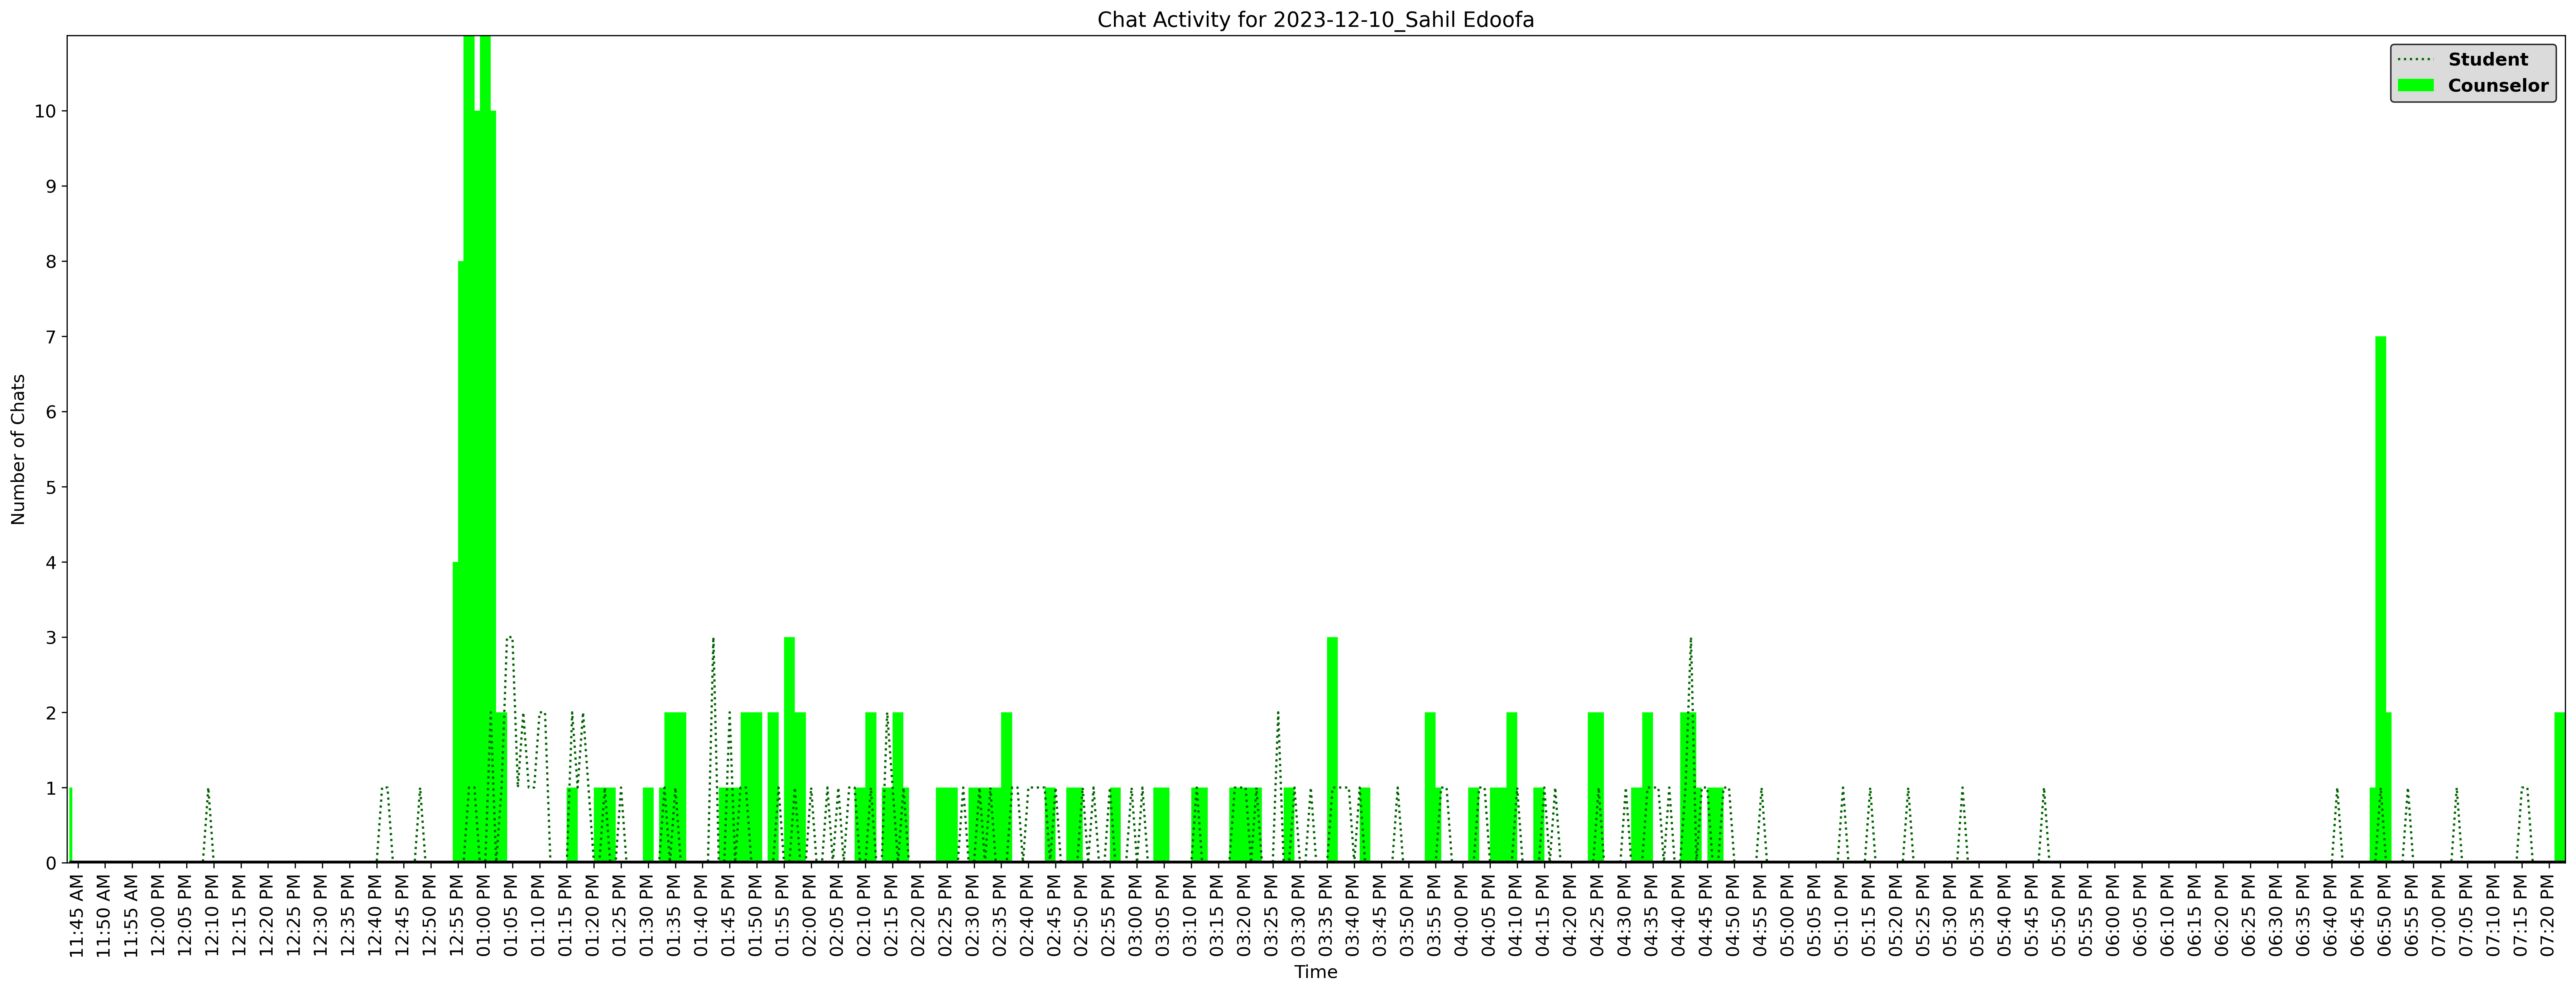 Chat Activity for 2023-12-10_Sahil Edoofa
Student
Counselor
Number of Chats
10
9
8
7
6
5
4
3
2
1
0
11:45 AM
11:50 AM
11:55 AM
12:00 PM
12:05 PM
12:10 PM
12:15 PM
12:20 PM
12:25 PM
12:30 PM
12:35 PM
12:40 PM
12:45 PM
12:50 PM
12:55 PM
01:00 PM
01:05 PM
01:10 PM
01:15 PM
01:20 PM
01:25 PM
01:30 PM
01:35 PM
01:40 PM
01:45 PM
01:50 PM
01:55 PM
02:00 PM
02:05 PM
02:10 PM
02:15 PM
02:20 PM
02:25 PM
02:30 PM
02:35 PM
02:40 PM
02:45 PM
02:50 PM
02:55 PM
03:00 PM
03:05 PM
03:10 PM
03:15 PM
03:20 PM
03:25 PM
03:30 PM
03:35 PM
03:40 PM
03:45 PM
03:50 PM
03:55 PM
04:00 PM
04:05 PM
04:10 PM
04:15 PM
04:20 PM
04:25 PM
04:30 PM
04:35 PM
04:40 PM
04:45 PM
04:50 PM
04:55 PM
05:00 PM
05:05 PM
05:10 PM
05:15 PM
05:20 PM
05:25 PM
05:30 PM
05:35 PM
05:40 PM
05:45 PM
05:50 PM
05:55 PM
06:00 PM
06:05 PM
06:10 PM
06:15 PM
06:20 PM
06:25 PM
06:30 PM
06:35 PM
06:40 PM
06:45 PM
06:50 PM
06:55 PM
07:00 PM
07:05 PM
07:10 PM
07:15 PM
07:20 PM
Time